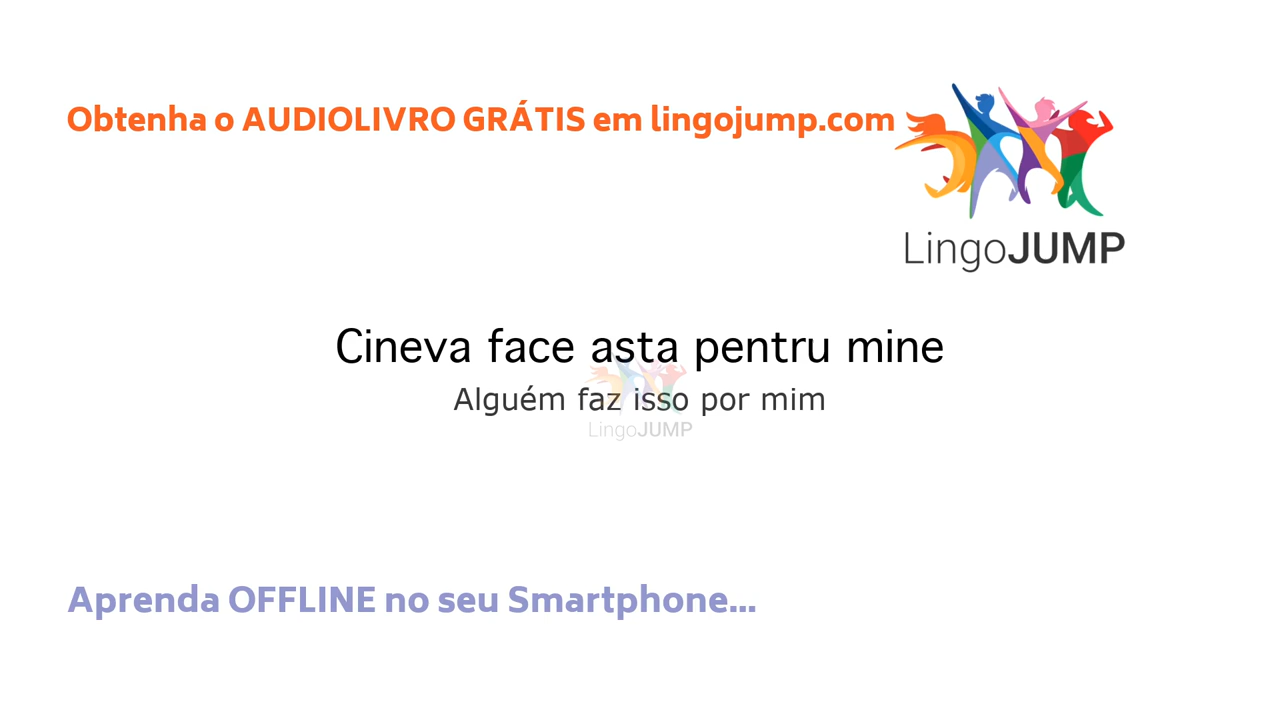 Obtenha o AUDIOLIVRO GRÁTIS em lingojump.com
LingoJUMP
Cineva face asta pentru mine
Alguém faz isso por mim
LingoJUMP
Aprenda OFFLINE no seu Smartphone...